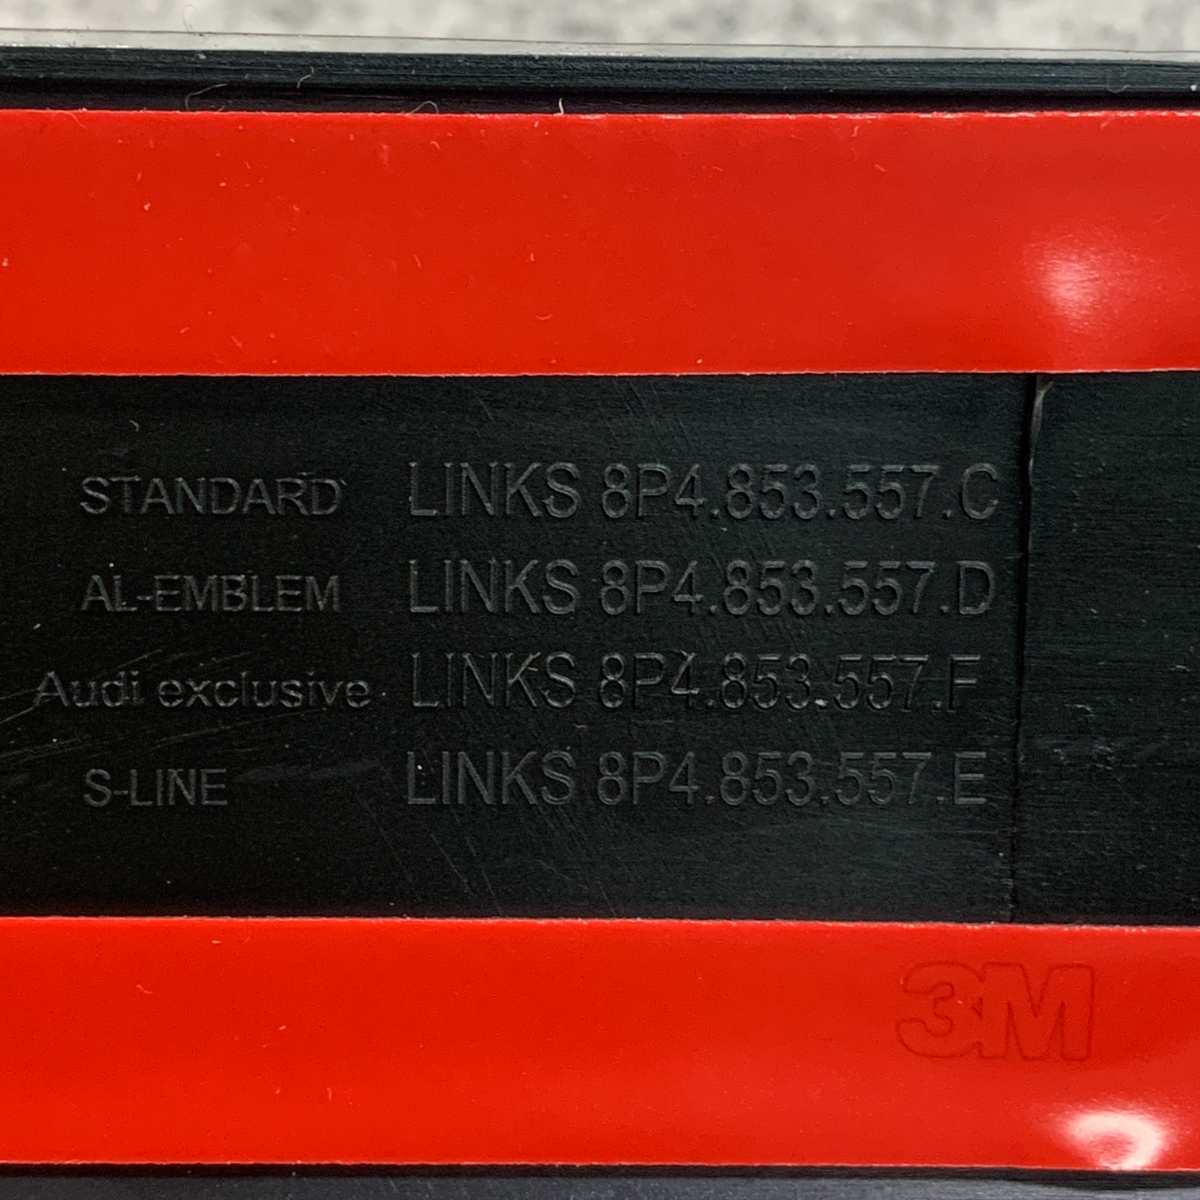 STANDARD LINKS 8P4.853.557.C
AL-EMBLEM LINKS 8P4.853.557.D
Audi exclusive LINKS 8P4.853.557.F
S-LINE LINKS 8P4.853.557.E
3M